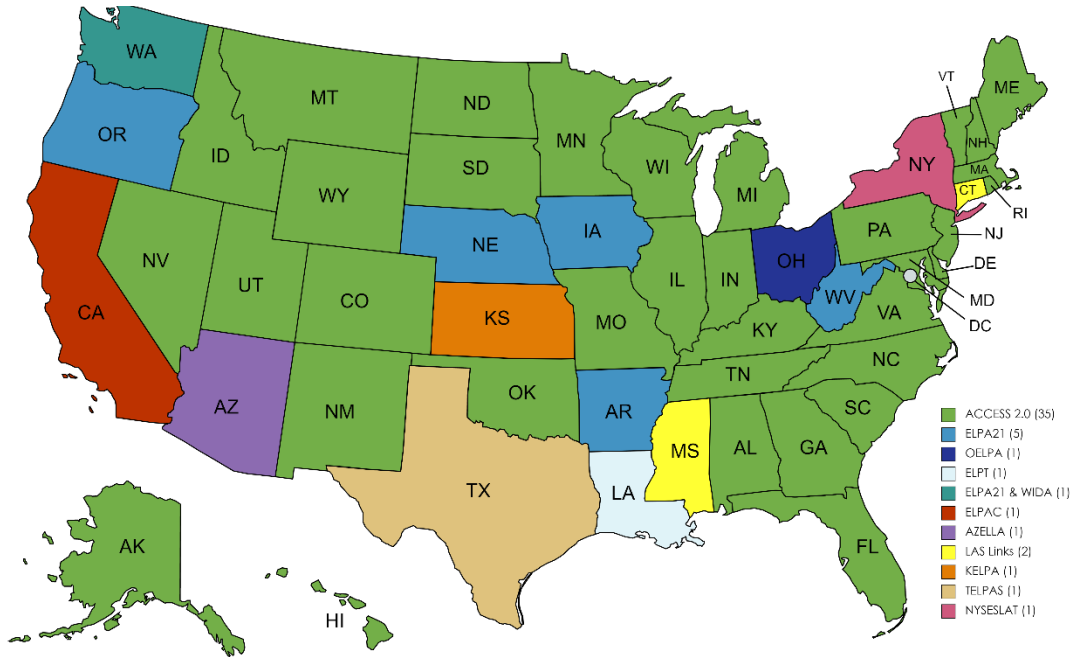 WA
MT
ND
MN
VT
ME
OR
ID
SD
WI
MI
NH
NY
MA
CT
RI
WY
NE
IA
PA
NJ
NV
UT
CO
IL
IN
OH
WV
DE
MD
DC
CA
KS
MO
KY
VA
AZ
NM
OK
AR
TN
NC
SC
TX
LA
MS
AL
GA
FL
AK
HI
ACCESS 2.0 (35)
ELPA21 (5)
OELPA (1)
ELPT (1)
ELPA21 & WIDA (1)
ELPAC (1)
AZELLA (1)
LAS Links (2)
KELPA (1)
TELPAS (1)
NYSESLAT (1)